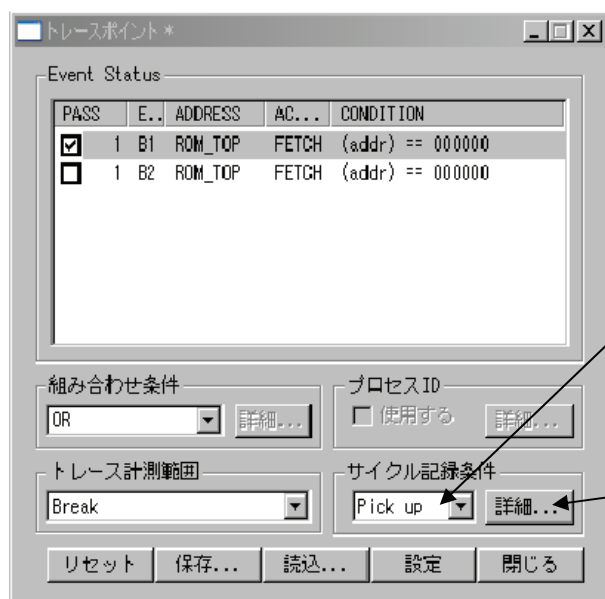 トレースポイント *
Event Status
PASS E.. ADDRESS AC... CONDITION
1 B1 ROM_TOP FETCH (addr) == 000000
1 B2 ROM_TOP FETCH (addr) == 000000
組み合わせ条件
プロセスID
OR 詳細...
使用する 詳細...
トレース計測範囲
サイクル記録条件
Break
Pick up 詳細...
リセット 保存... 読込... 設定 閉じる